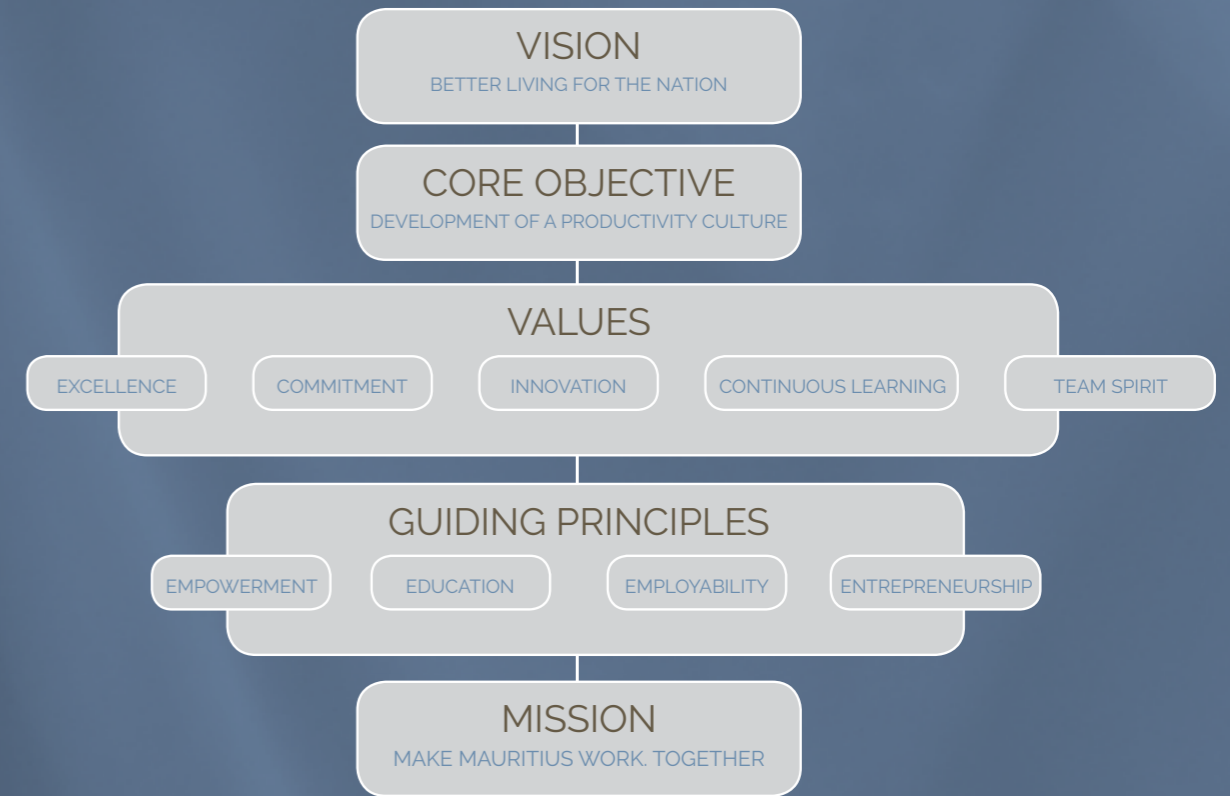 VISION
BETTER LIVING FOR THE NATION
CORE OBJECTIVE
DEVELOPMENT OF A PRODUCTIVITY CULTURE
VALUES
EXCELLENCE
COMMITMENT
INNOVATION
CONTINUOUS LEARNING
TEAM SPIRIT
GUIDING PRINCIPLES
EMPOWERMENT
EDUCATION
EMPLOYABILITY
ENTREPRENEURSHIP
MISSION
MAKE MAURITIUS WORK. TOGETHER